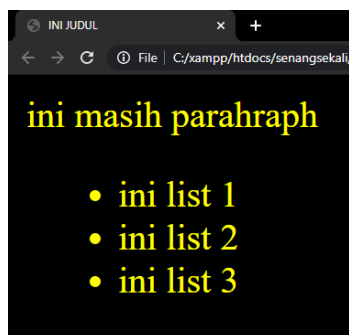 INI JUDUL
File C:/xampp/htdocs/senangsekali/
ini masih parahraph
ini list 1
ini list 2
ini list 3